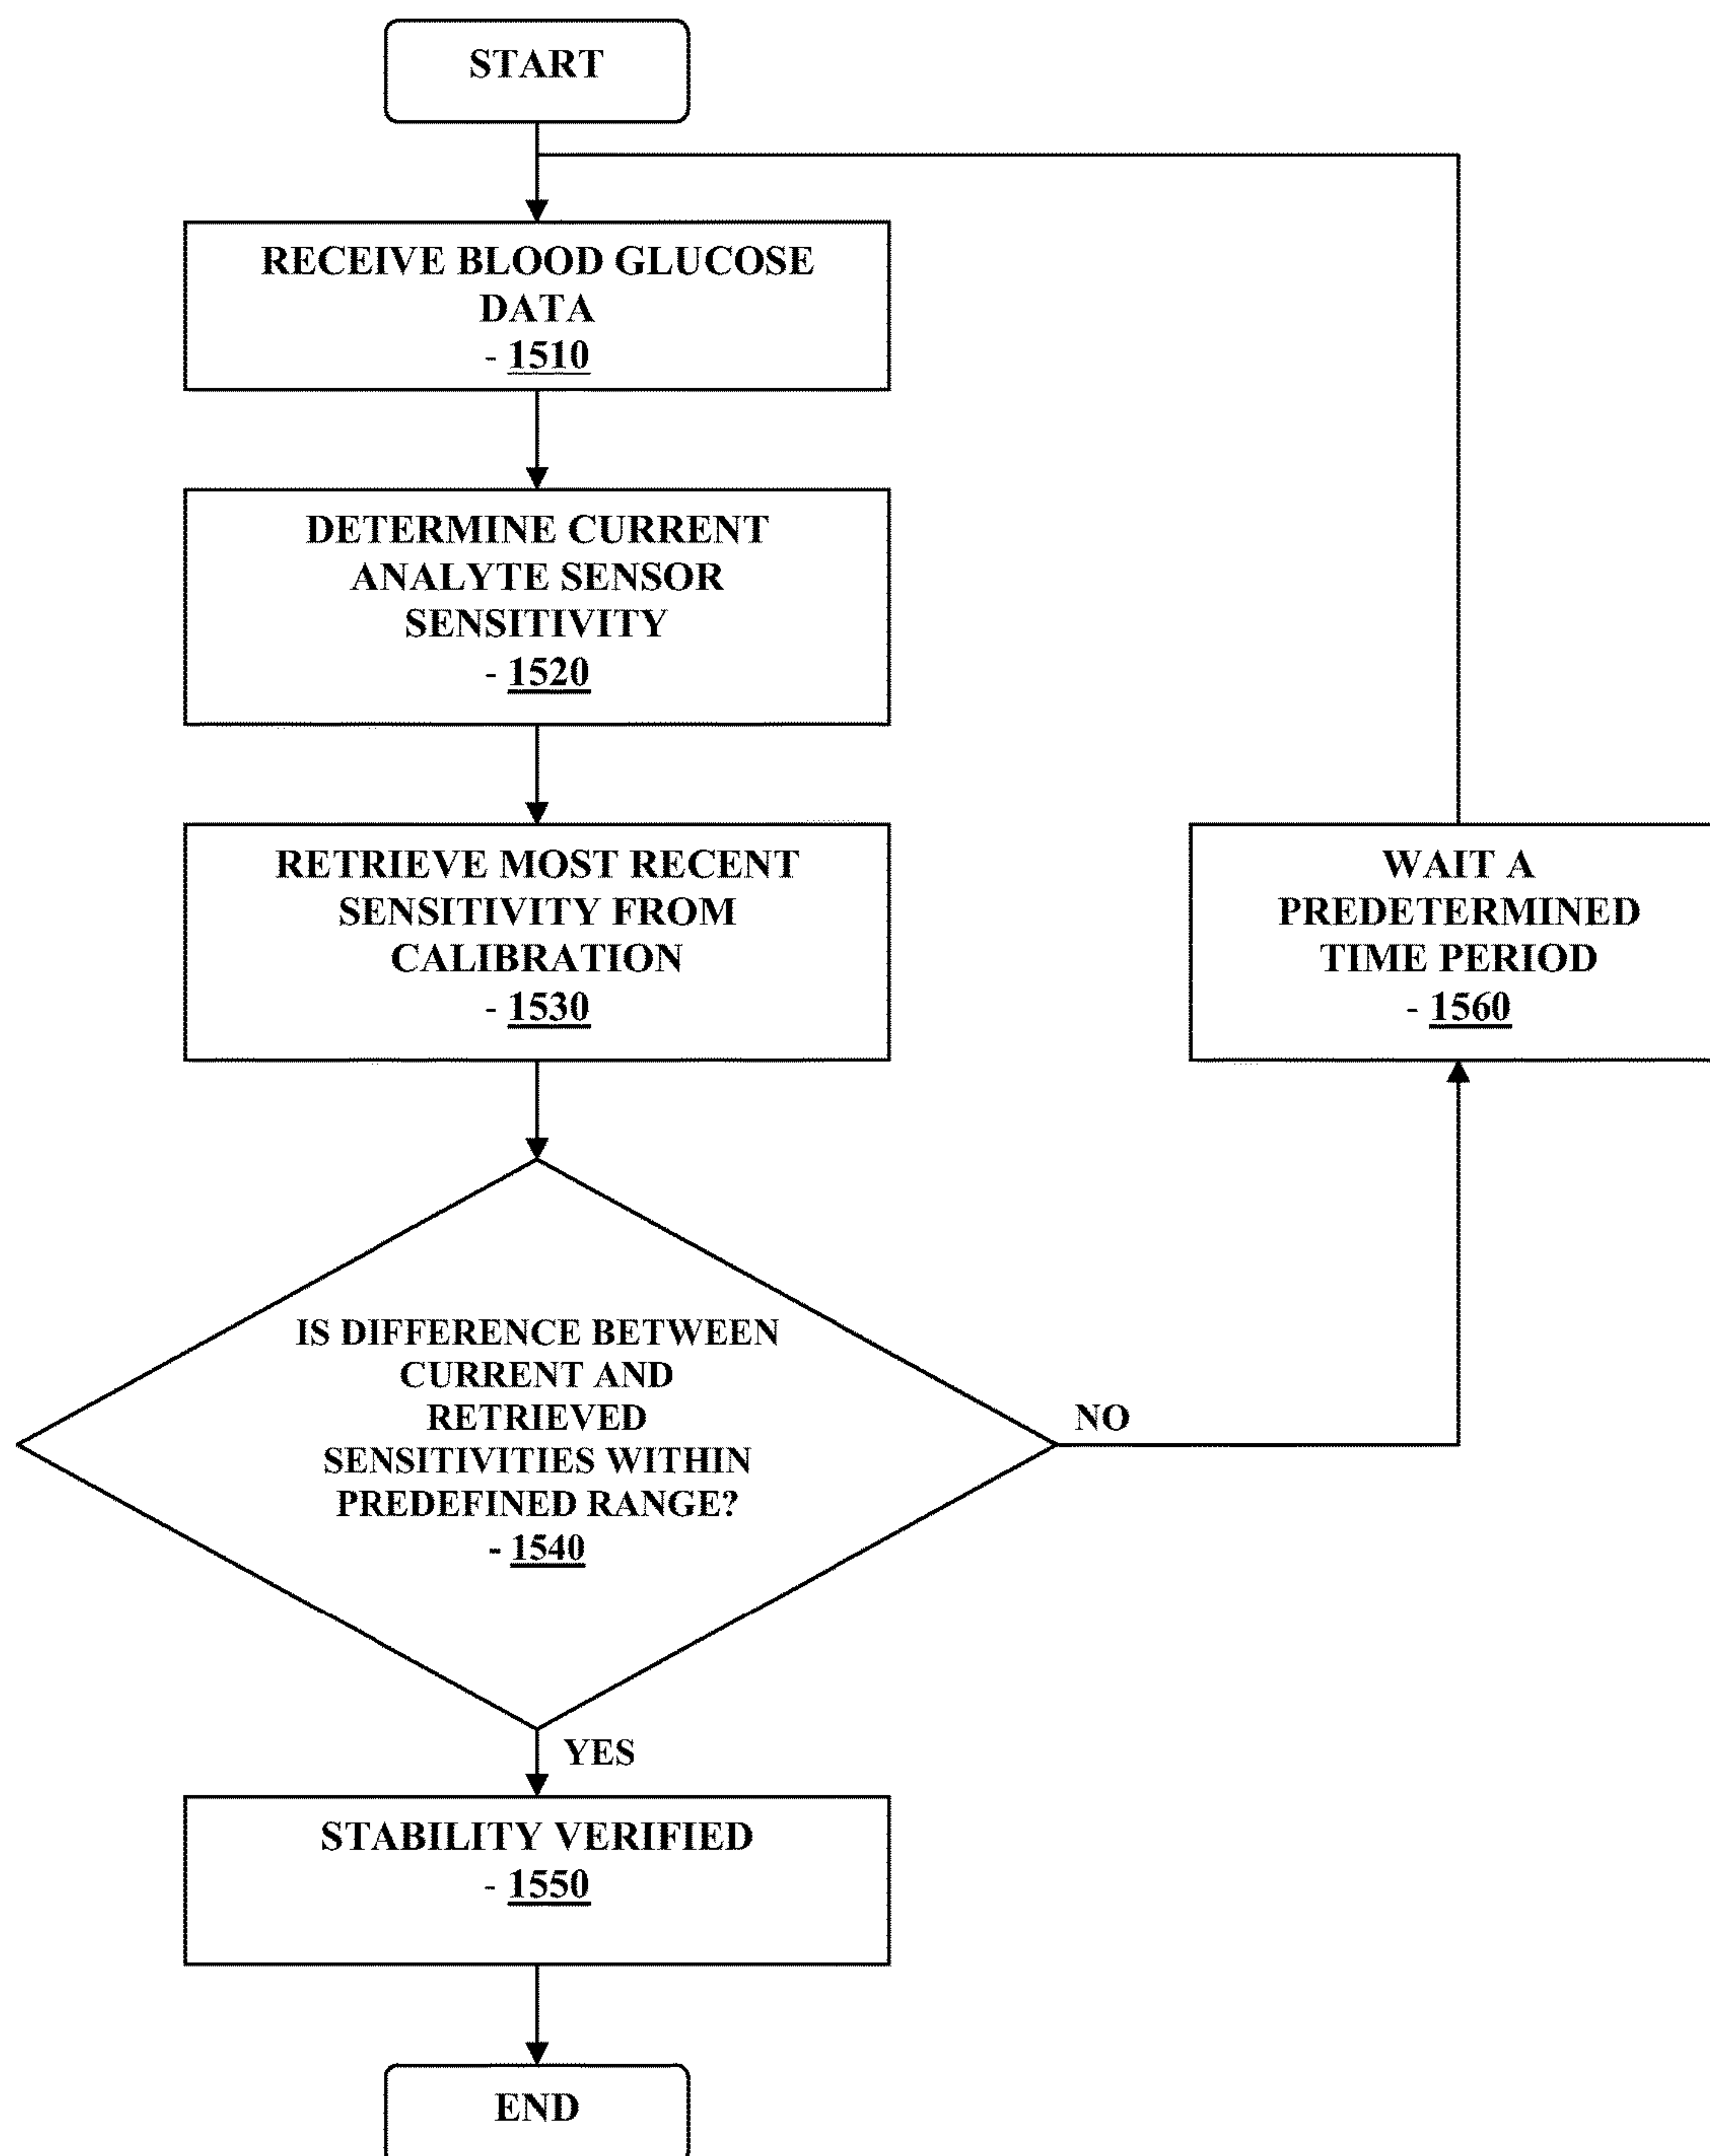 START
RECEIVE BLOOD GLUCOSE
DATA
- 1510
DETERMINE CURRENT
ANALYTE SENSOR
SENSITIVITY
- 1520
RETRIEVE MOST RECENT
SENSITIVITY FROM
CALIBRATION
- 1530
WAIT A
PREDETERMINED
TIME PERIOD
- 1560
IS DIFFERENCE BETWEEN
CURRENT AND
RETRIEVED
SENSITIVITIES WITHIN
PREDEFINED RANGE?
- 1540
NO
YES
STABILITY VERIFIED
- 1550
END